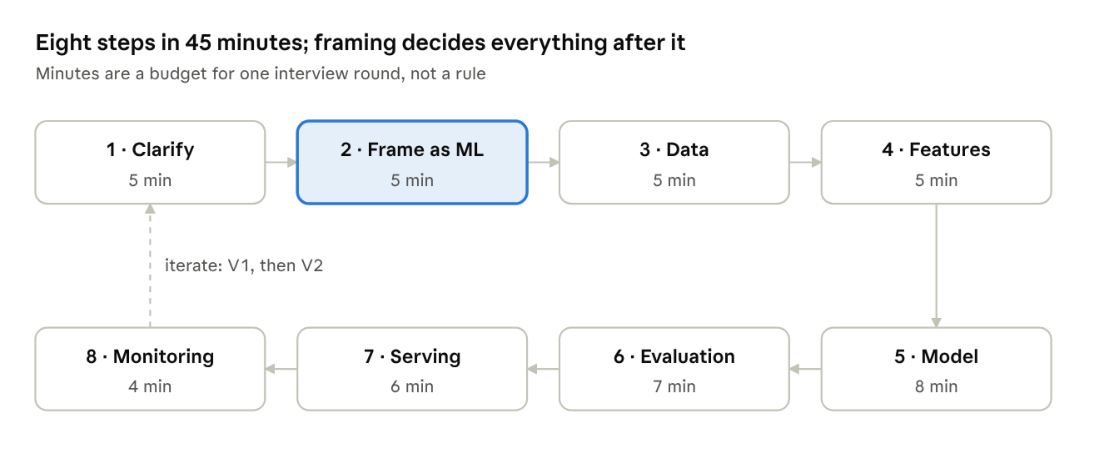 Eight steps in 45 minutes; framing decides everything after it
Minutes are a budget for one interview round, not a rule
1 · Clarify
5 min
2 · Frame as ML
5 min
3 · Data
5 min
4 · Features
5 min
iterate: V1, then V2
8 · Monitoring
4 min
7 · Serving
6 min
6 · Evaluation
7 min
5 · Model
8 min